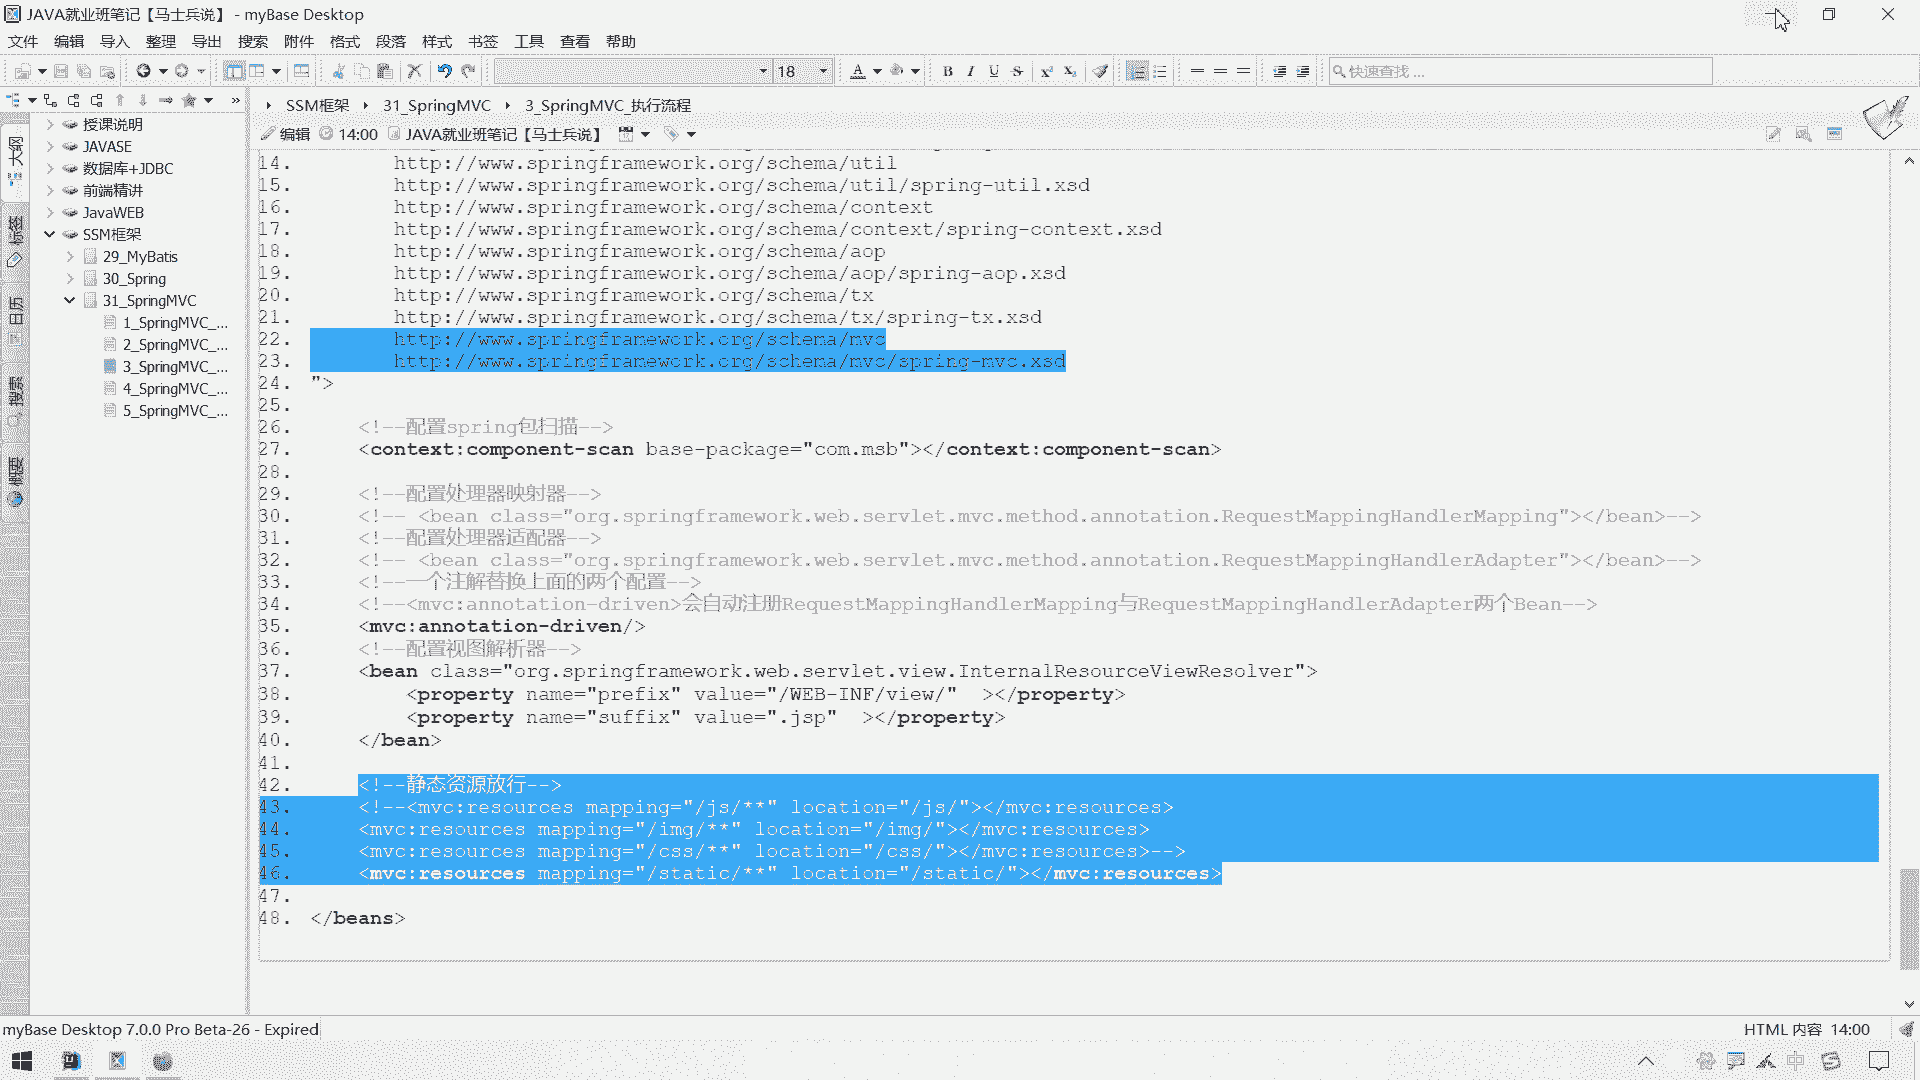 JAVA就业班笔记【马士兵说】 - myBase Desktop
文件 编辑 导入 整理 导出 搜索 附件 格式 段落 样式 书签 工具 查看 帮助
18 快速查找 ...
SSM框架 31_SpringMVC 3_SpringMVC_执行流程
编辑 14:00 JAVA就业班笔记【马士兵说】
大纲
标签
日历
搜索
概要
授课说明
JAVASE
数据库+JDBC
前端精讲
JavaWEB
SSM框架
29_MyBatis
30_Spring
31_SpringMVC
1_SpringMVC_...
2_SpringMVC_...
3_SpringMVC_...
4_SpringMVC_...
5_SpringMVC_...
14. http://www.springframework.org/schema/util
15. http://www.springframework.org/schema/util/spring-util.xsd
16. http://www.springframework.org/schema/context
17. http://www.springframework.org/schema/context/spring-context.xsd
18. http://www.springframework.org/schema/aop
19. http://www.springframework.org/schema/aop/spring-aop.xsd
20. http://www.springframework.org/schema/tx
21. http://www.springframework.org/schema/tx/spring-tx.xsd
22. http://www.springframework.org/schema/mvc
23. http://www.springframework.org/schema/mvc/spring-mvc.xsd
24. ">
25.
26. <!--配置spring包扫描-->
27. <context:component-scan base-package="com.msb"></context:component-scan>
28.
29. <!--配置处理器映射器-->
30. <!-- <bean class="org.springframework.web.servlet.mvc.method.annotation.RequestMappingHandlerMapping"></bean>-->
31. <!--配置处理器适配器-->
32. <!-- <bean class="org.springframework.web.servlet.mvc.method.annotation.RequestMappingHandlerAdapter"></bean>-->
33. <!--一个注解替换上面的两个配置-->
34. <!--<mvc:annotation-driven>会自动注册RequestMappingHandlerMapping与RequestMappingHandlerAdapter两个Bean-->
35. <mvc:annotation-driven/>
36. <!--配置视图解析器-->
37. <bean class="org.springframework.web.servlet.view.InternalResourceViewResolver">
38. <property name="prefix" value="/WEB-INF/view/" ></property>
39. <property name="suffix" value=".jsp" ></property>
40. </bean>
41.
42. <!--静态资源放行-->
43. <!--<mvc:resources mapping="/js/**" location="/js/"></mvc:resources>
44. <mvc:resources mapping="/img/**" location="/img/"></mvc:resources>
45. <mvc:resources mapping="/css/**" location="/css/"></mvc:resources>-->
46. <mvc:resources mapping="/static/**" location="/static/"></mvc:resources>
47.
48. </beans>
myBase Desktop 7.0.0 Pro Beta-26 - Expired
HTML 内容 14:00
中